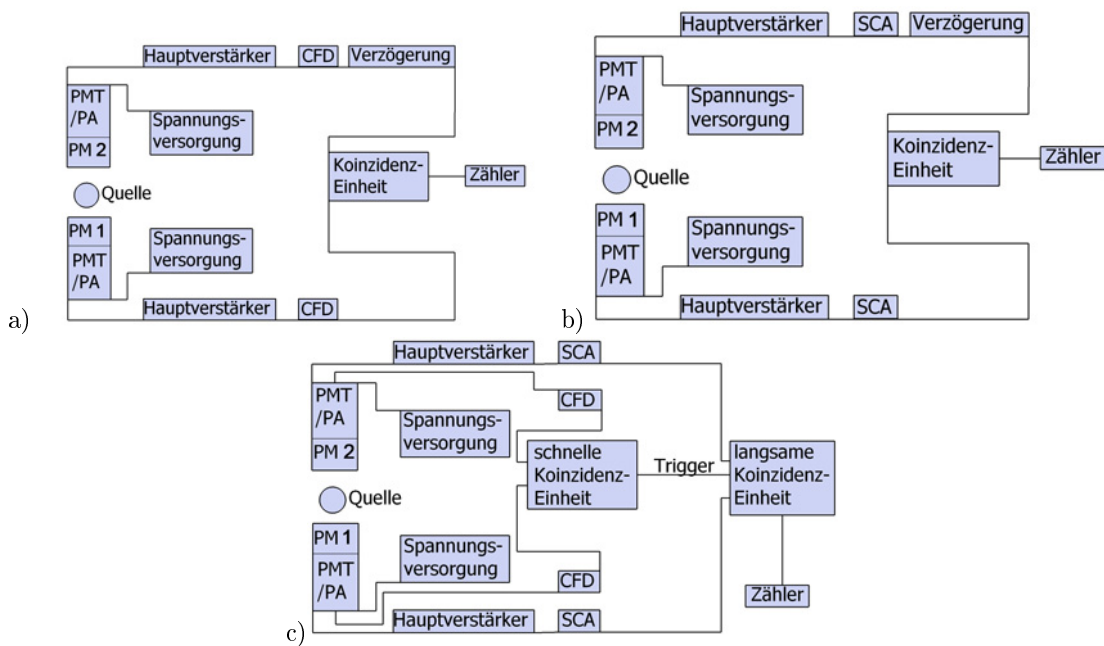 Hauptverstärker CFD Verzögerung
PMT
/PA
PM 2
Spannungs-
versorgung
Quelle
Koinzidenz-
Einheit
Zähler
PM 1
PMT
/PA
Spannungs-
versorgung
Hauptverstärker CFD
a)
Hauptverstärker SCA Verzögerung
PMT
/PA
PM 2
Spannungs-
versorgung
Quelle
Koinzidenz-
Einheit
Zähler
PM 1
PMT
/PA
Spannungs-
versorgung
Hauptverstärker SCA
b)
Hauptverstärker SCA
PMT
/PA
PM 2
CFD
Spannungs-
versorgung
schnelle
Koinzidenz-
Einheit
Trigger
langsame
Koinzidenz-
Einheit
Quelle
PM 1
PMT
/PA
Spannungs-
versorgung
CFD
Zähler
Hauptverstärker SCA
c)